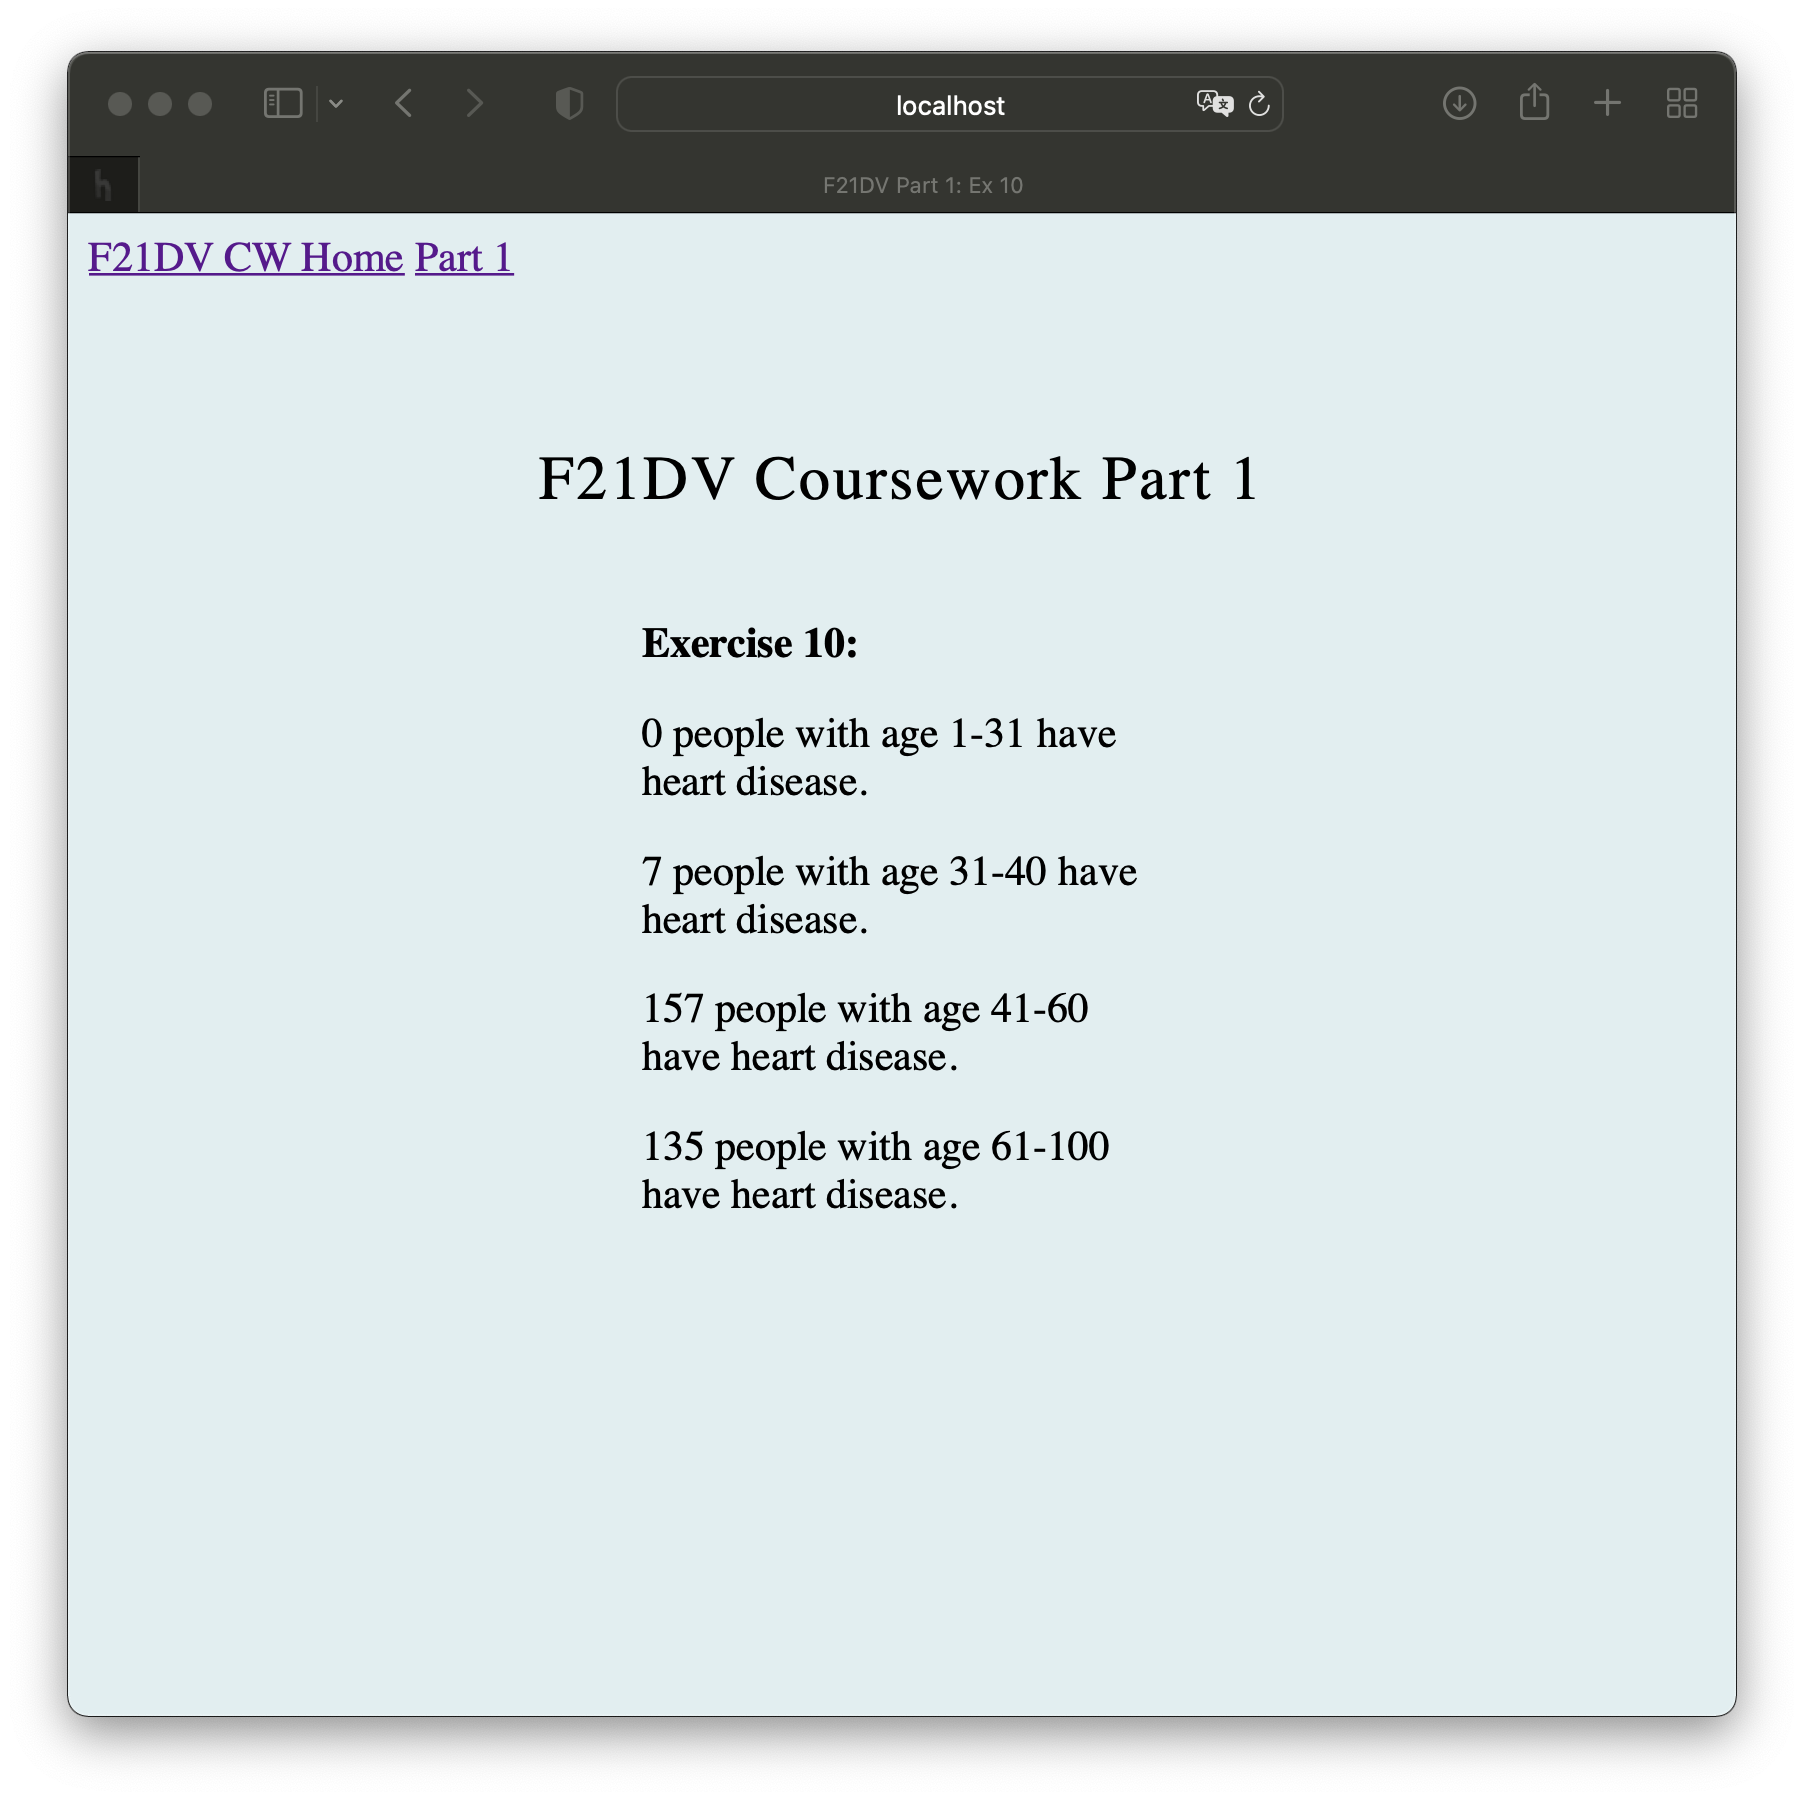 localhost
h
F21DV Part 1: Ex 10
F21DV CW Home Part 1
F21DV Coursework Part 1
Exercise 10:
0 people with age 1-31 have
heart disease.
7 people with age 31-40 have
heart disease.
157 people with age 41-60
have heart disease.
135 people with age 61-100
have heart disease.